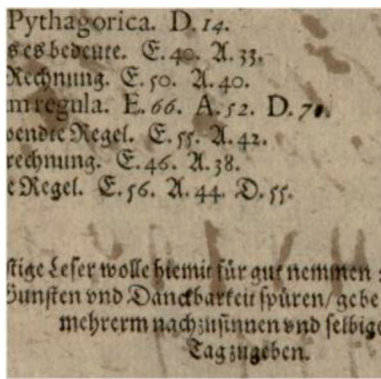 Pythagorica. D. 14.
s es bedeute. E. 40. A. 33.
Rechnung. E. 50. A. 40.
m regula. E. 66. A. 52. D. 70.
wendte Regel. E. 55. A. 42.
rechnung. E. 46. A. 38.
e Regel. E. 56. A. 44. D. 55.
stige Leser wolle hiemit für gut nemmen
Gunsten vnd Danckbarkeit spüren/ gebe
mehrerm nachzusinnen vnd selbige
Tag zugeben.